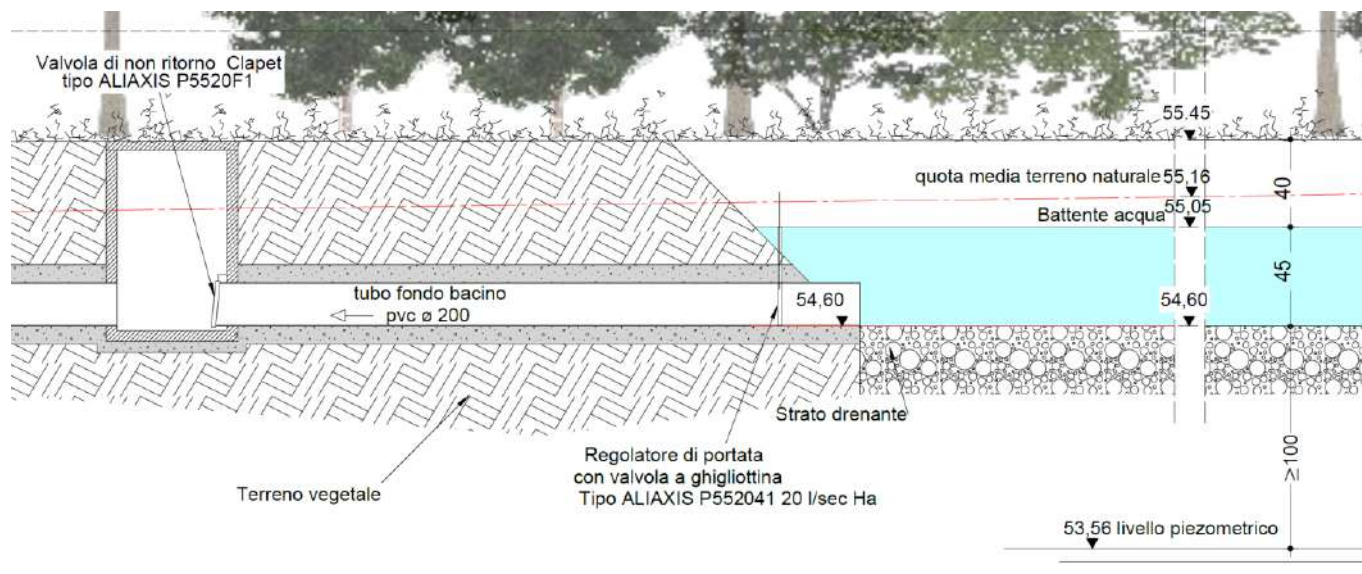 Valvola di non ritorno Clapet
tipo ALIAXIS P5520F1
55.45
quota media terreno naturale 55,16
40
Battente acqua 55,05
45
tubo fondo bacino
pvc ø 200
54,60
54,60
Strato drenante
Regolatore di portata
con valvola a ghigliottina
Tipo ALIAXIS P552041 20 l/sec Ha
Terreno vegetale
≥100
53,56 livello piezometrico